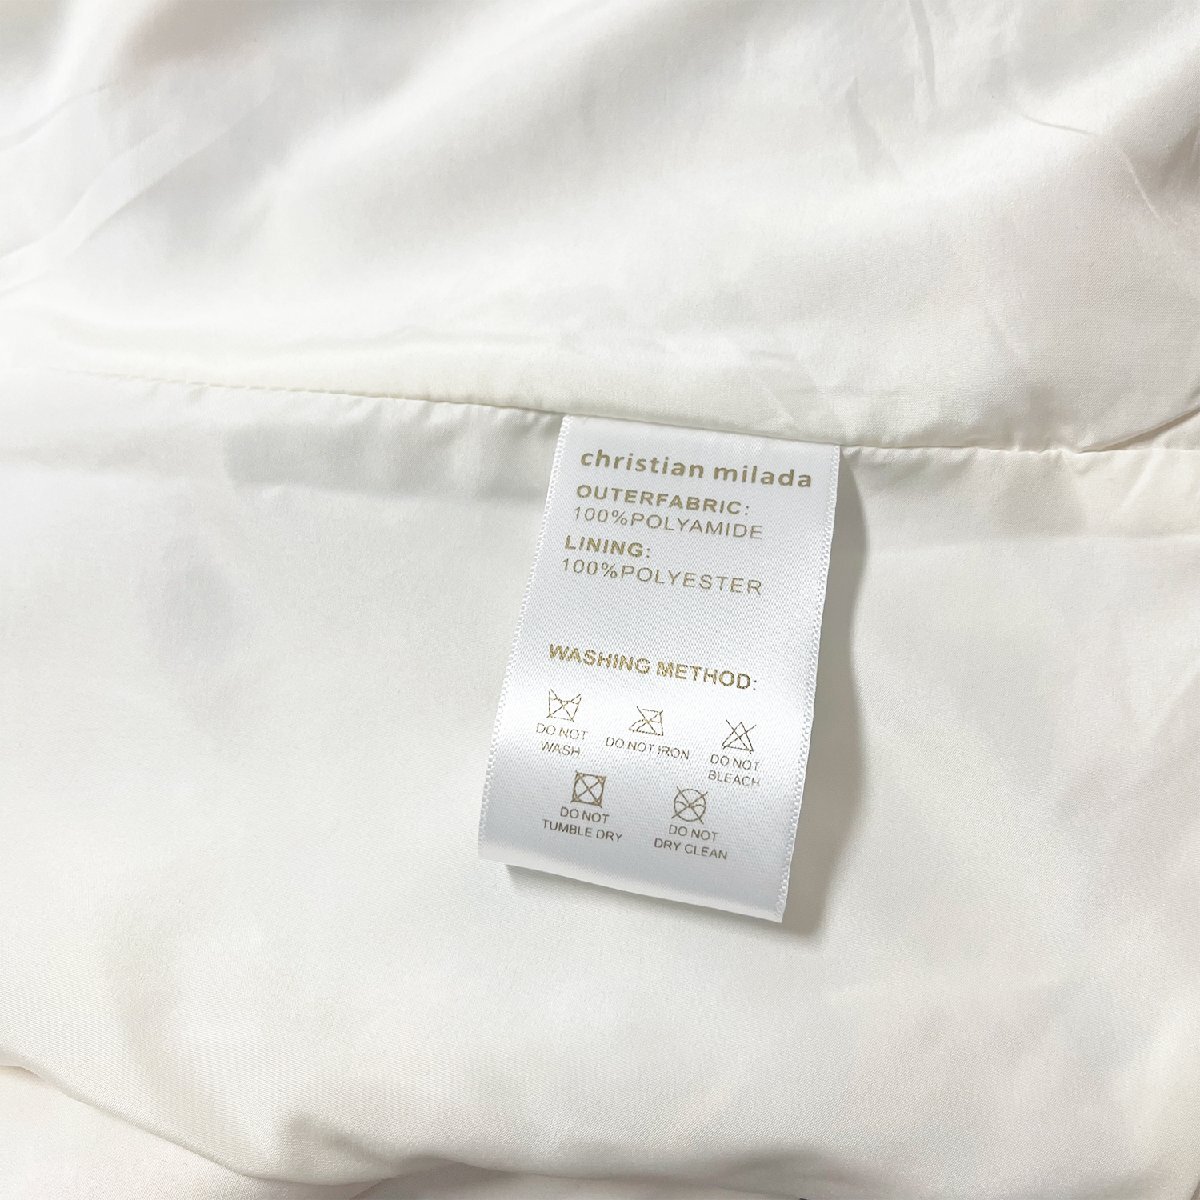 christian milada
OUTERFABRIC:
100%POLYAMIDE
LINING:
100%POLYESTER
WASHING METHOD:
DO NOT
WASH
DO NOT IRON
DO NOT
BLEACH
DO NOT
TUMBLE DRY
DO NOT
DRY CLEAN